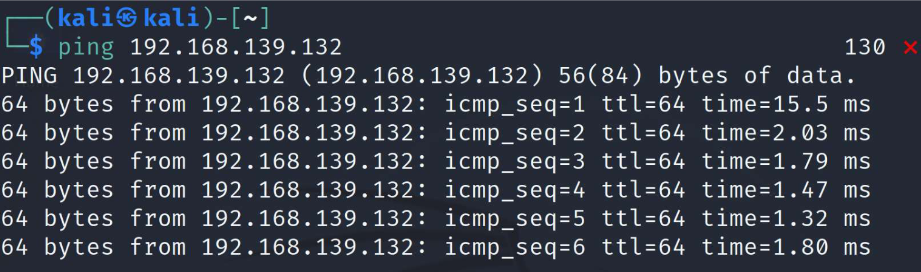 ┌──(kali㉿kali)-[~]
└─$ ping 192.168.139.132 130 ⨯
PING 192.168.139.132 (192.168.139.132) 56(84) bytes of data.
64 bytes from 192.168.139.132: icmp_seq=1 ttl=64 time=15.5 ms
64 bytes from 192.168.139.132: icmp_seq=2 ttl=64 time=2.03 ms
64 bytes from 192.168.139.132: icmp_seq=3 ttl=64 time=1.79 ms
64 bytes from 192.168.139.132: icmp_seq=4 ttl=64 time=1.47 ms
64 bytes from 192.168.139.132: icmp_seq=5 ttl=64 time=1.32 ms
64 bytes from 192.168.139.132: icmp_seq=6 ttl=64 time=1.80 ms